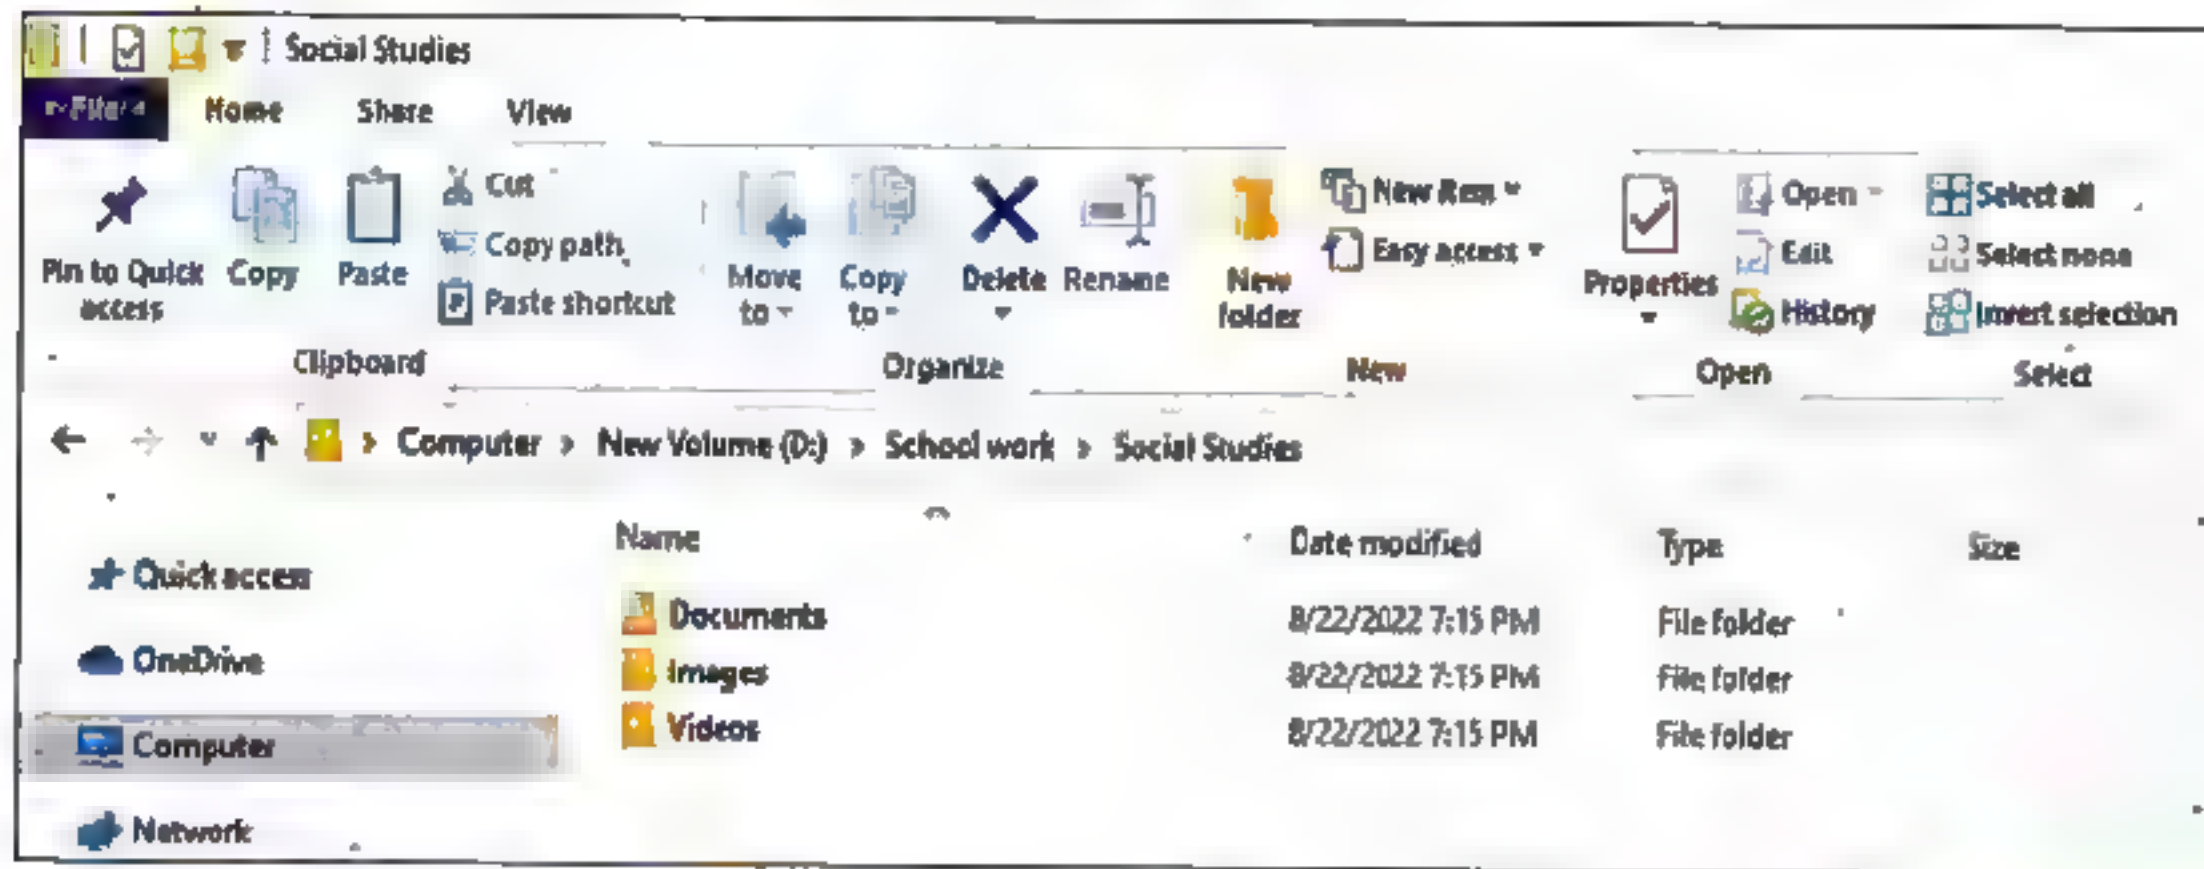 Social Studies
File Home Share View
Pin to Quick access
Copy
Paste
Cut
Copy path
Paste shortcut
Clipboard
Move to
Copy to
Delete
Rename
Organize
New folder
New item
Easy access
New
Properties
Open
Edit
History
Open
Select all
Select none
Invert selection
Select
Computer > New Volume (D:) > School work > Social Studies
Quick access
OneDrive
Computer
Network
Name Date modified Type Size
Documents 8/22/2022 7:15 PM File folder
Images 8/22/2022 7:15 PM File folder
Videos 8/22/2022 7:15 PM File folder